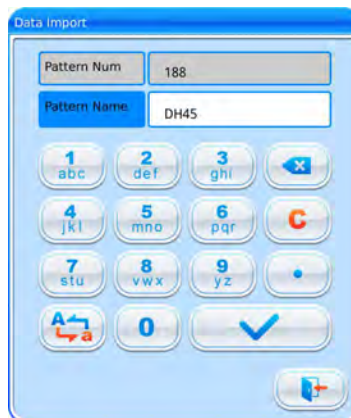 Data Import
Pattern Num
188
Pattern Name
DH45
1 2 3
abc def ghi
4 5 6 C
jkl mno pqr
7 8 9 .
stu vwx yz
A a 0